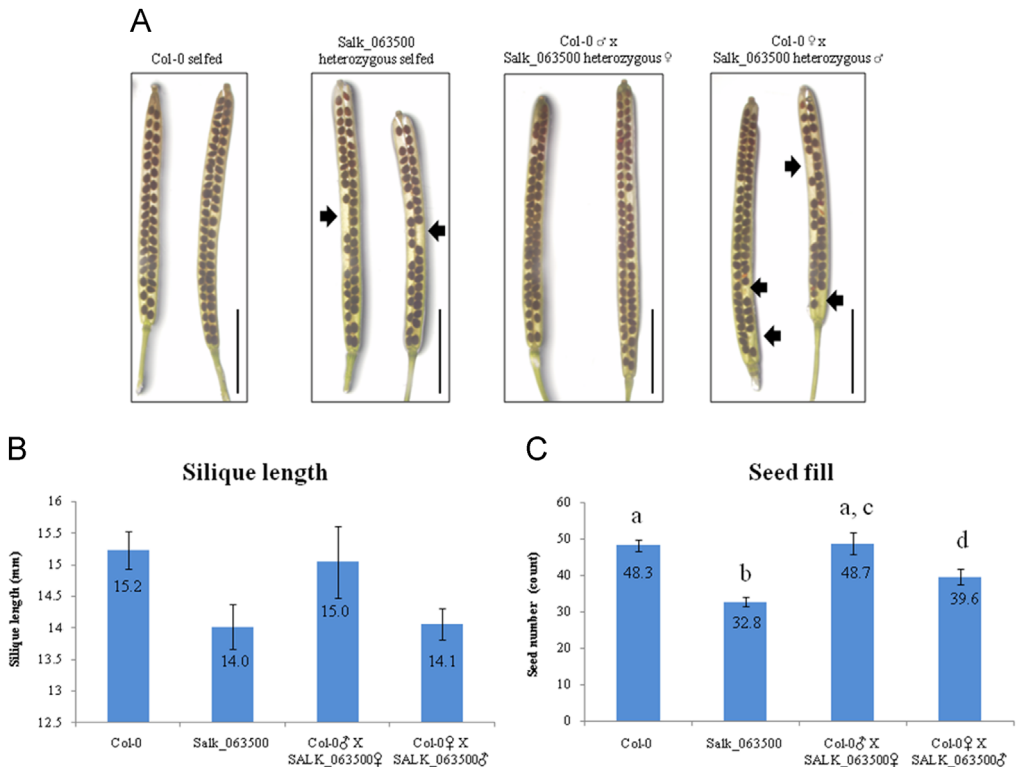 A
Col-0 selfed
Salk_063500
heterozygous selfed
Col-0 ♂ x
Salk_063500 heterozygous ♀
Col-0 ♀ x
Salk_063500 heterozygous ♂
B
Silique length
Silique length (mm)
16
15.5
15
14.5
14
13.5
13
12.5
15.2
14.0
15.0
14.1
Col-0
Salk_063500
Col-0♂ X
SALK_063500♀
Col-0♀ X
SALK_063500♂
C
Seed fill
Seed number (count)
60
50
40
30
20
10
0
a
b
a, c
d
48.3
32.8
48.7
39.6
Col-0
Salk_063500
Col-0♂ X
SALK_063500♀
Col-0♀ X
SALK_063500♂